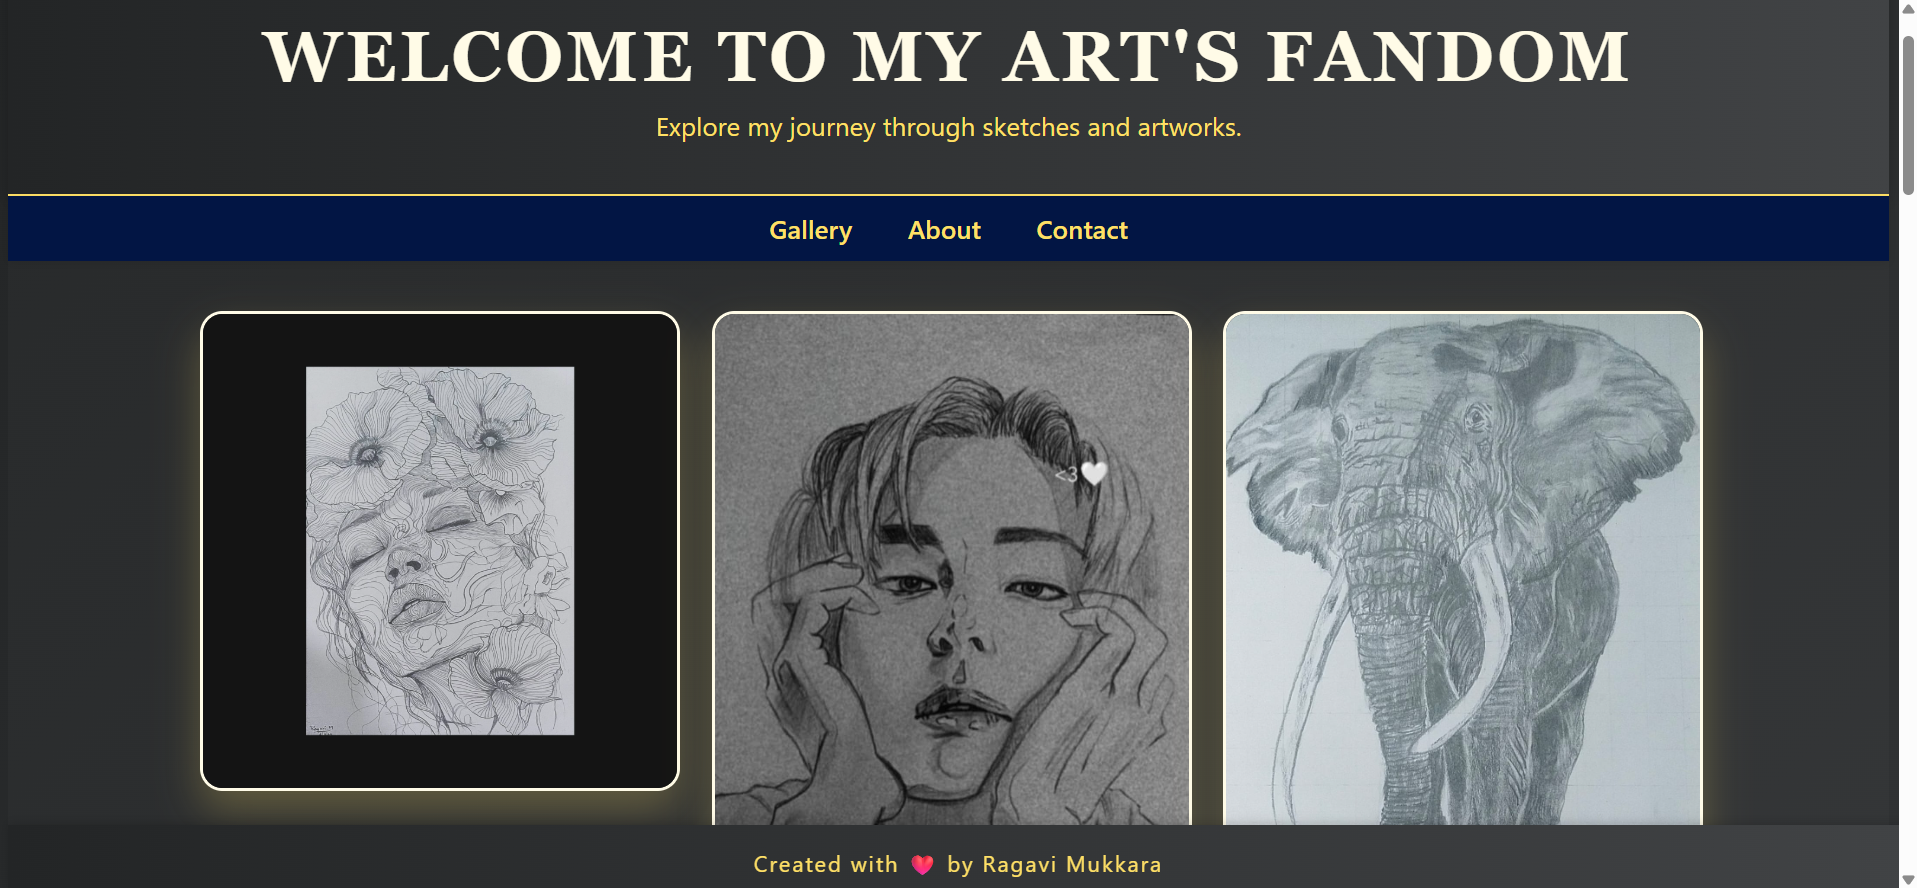 WELCOME TO MY ART'S FANDOM
Explore my journey through sketches and artworks.
Gallery About Contact
<3🤍
Created with ❤️ by Ragavi Mukkara